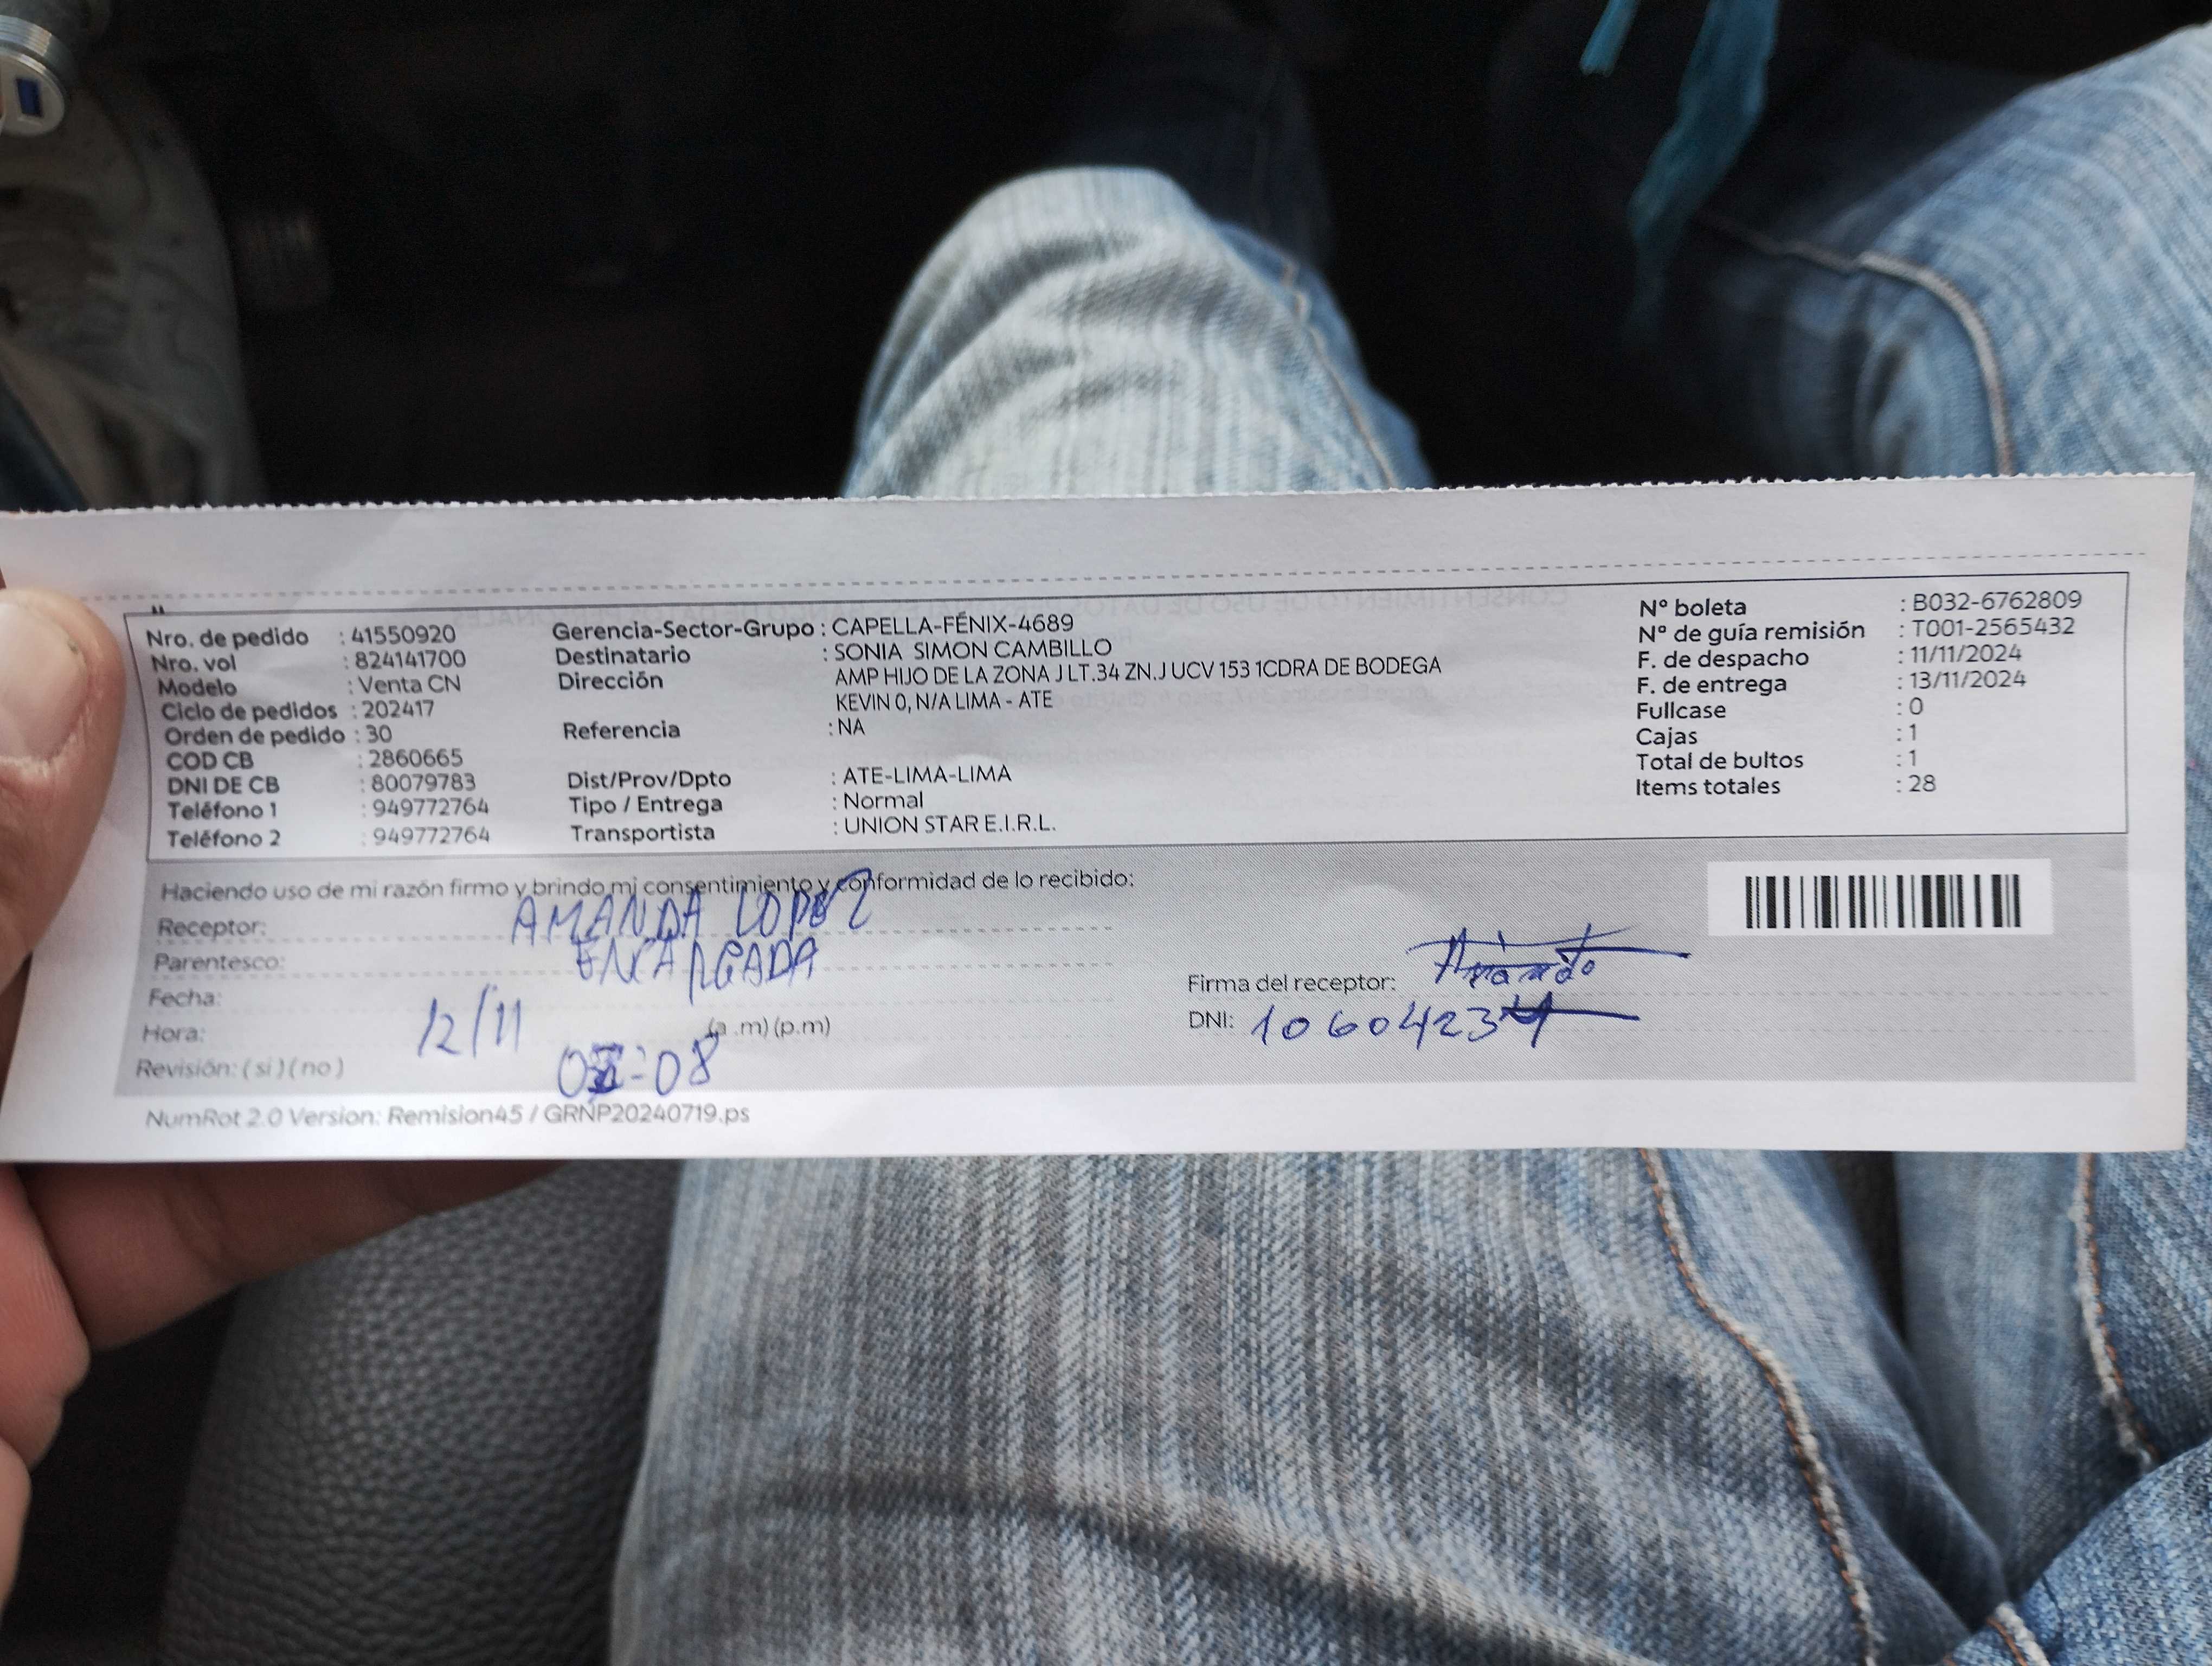 Nro. de pedido : 41550920
Nro. vol : 824141700
Modelo : Venta CN
Ciclo de pedidos : 202417
Orden de pedido : 30
COD CB : 2860665
DNI DE CB : 80079783
Teléfono 1 : 949772764
Teléfono 2 : 949772764
Gerencia-Sector-Grupo : CAPELLA-FÉNIX-4689
Destinatario : SONIA SIMON CAMBILLO
Dirección AMP HIJO DE LA ZONA J LT.34 ZN.J UCV 153 1CDRA DE BODEGA
KEVIN 0, N/A LIMA - ATE
Referencia : NA
Dist/Prov/Dpto : ATE-LIMA-LIMA
Tipo / Entrega : Normal
Transportista : UNION STAR E.I.R.L.
Nº boleta : B032-6762809
Nº de guía remisión : T001-2565432
F. de despacho : 11/11/2024
F. de entrega : 13/11/2024
Fullcase : 0
Cajas : 1
Total de bultos : 1
Items totales : 28
Haciendo uso de mi razón firmo y brindo mi consentimiento y conformidad de lo recibido:
Receptor: AMANDA LOPEZ
Parentesco: ENCARGADA
Fecha: 12/11
Hora: (a .m) (p.m)
Revisión: ( si ) ( no )
Firma del receptor:
DNI: 10604234
NumRot 2.0 Version: Remision45 / GRNP20240719.ps